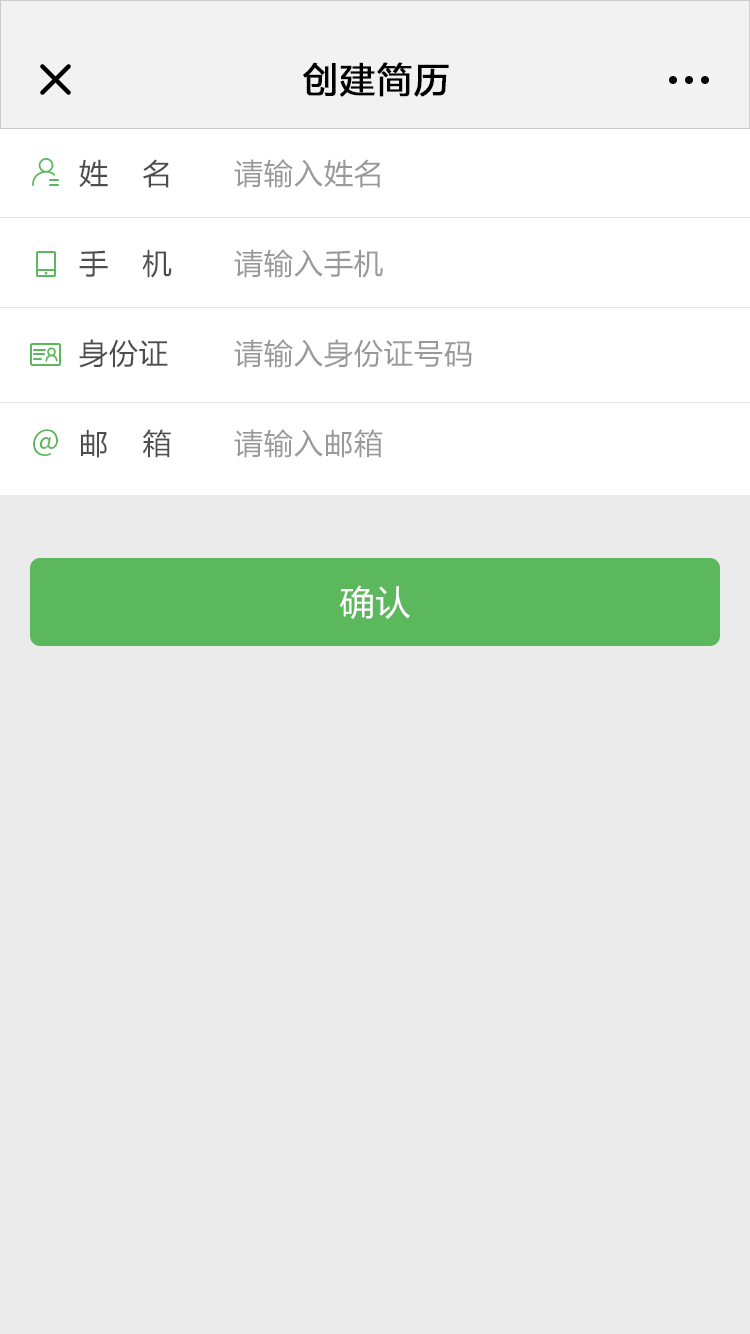 创建简历
姓 名 请输入姓名
手 机 请输入手机
身份证 请输入身份证号码
@ 邮 箱 请输入邮箱
确认